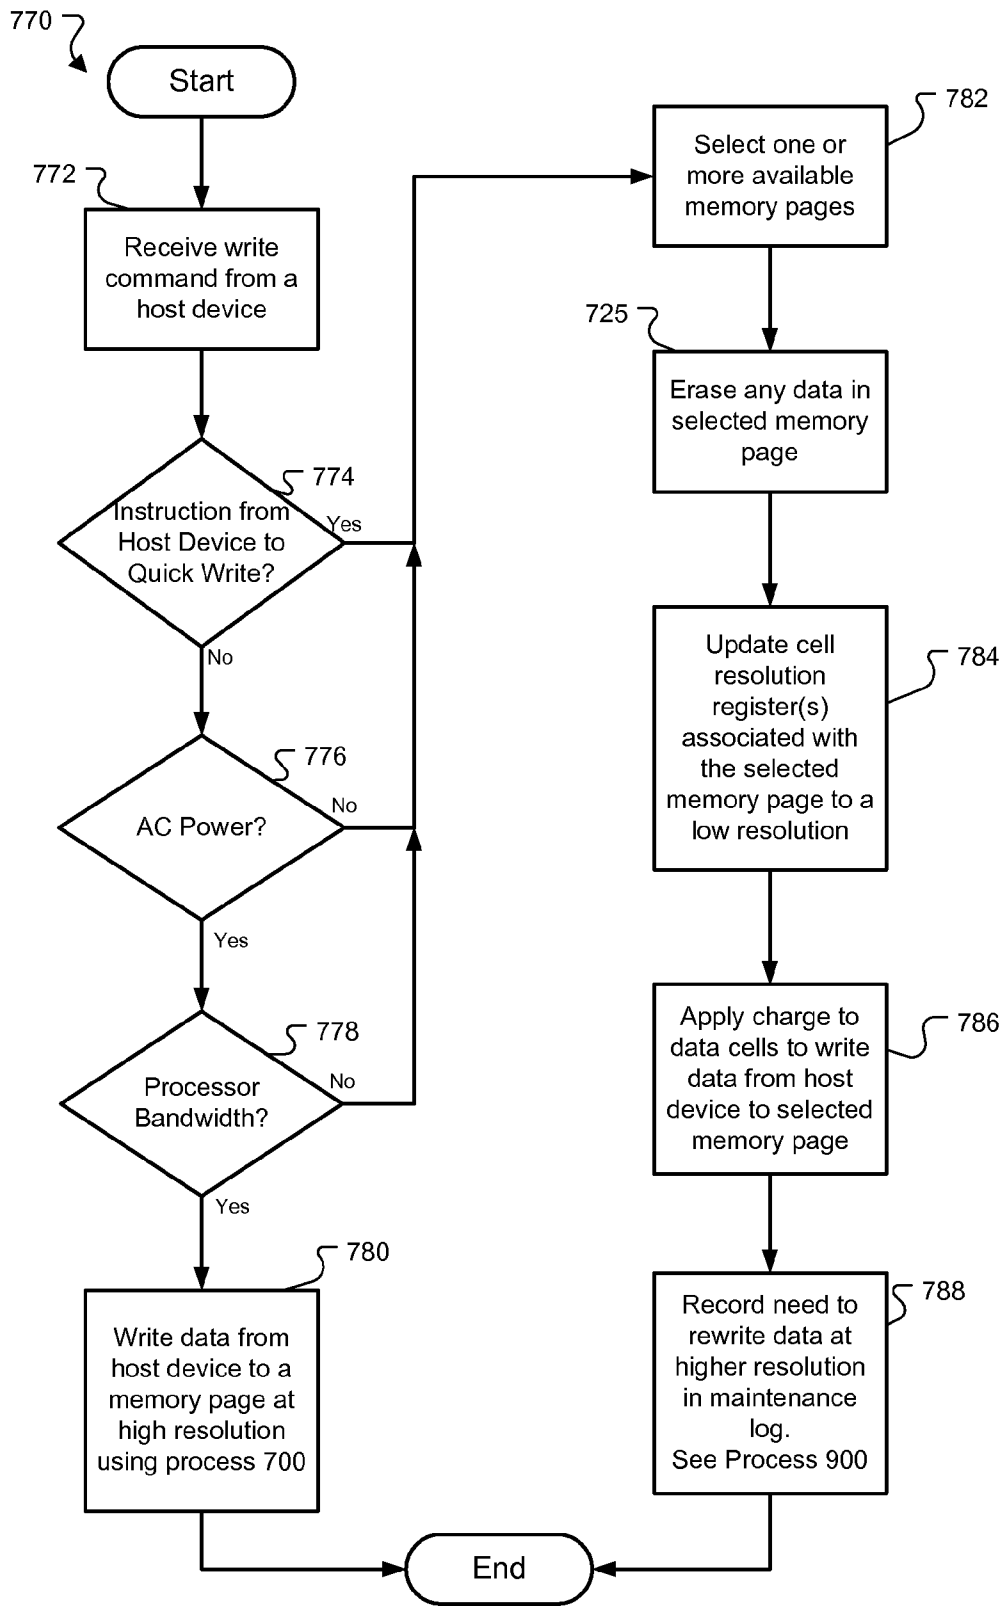 770
Start
772
Receive write
command from a
host device
774
Instruction from
Host Device to
Quick Write?
Yes
No
776
AC Power?
No
Yes
778
Processor
Bandwidth?
No
Yes
780
Write data from
host device to a
memory page at
high resolution
using process 700
782
Select one or
more available
memory pages
725
Erase any data in
selected memory
page
784
Update cell
resolution
register(s)
associated with
the selected
memory page to a
low resolution
786
Apply charge to
data cells to write
data from host
device to selected
memory page
788
Record need to
rewrite data at
higher resolution
in maintenance
log.
See Process 900
End